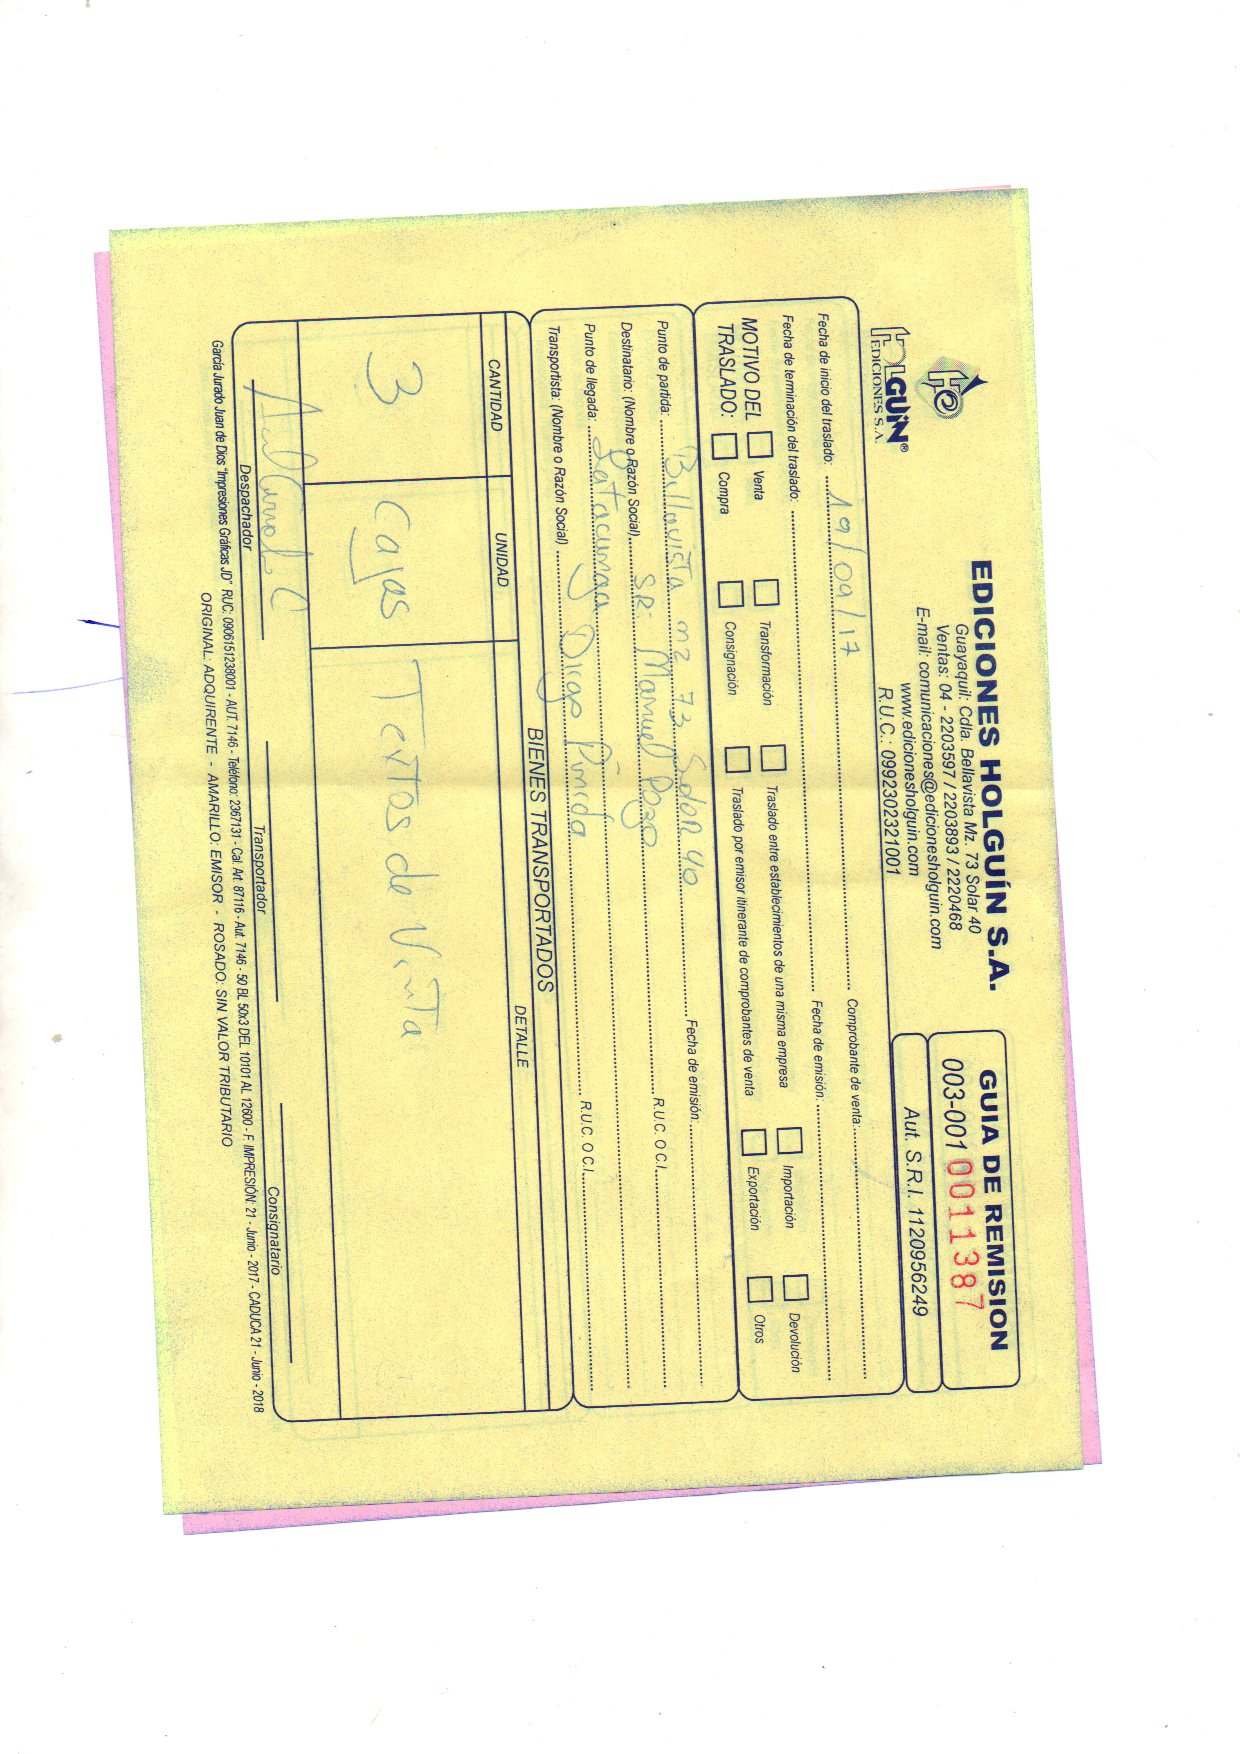 HOLGUÍN®
EDICIONES S.A.
EDICIONES HOLGUÍN S.A.
Guayaquil: Cdla. Bellavista Mz. 73 Solar 40
Ventas: 04 - 2203597 / 2203893 / 2220468
E-mail: comunicaciones@edicionesholguin.com
www.edicionesholguin.com
R.U.C.: 0992302321001
GUIA DE REMISION
003-001 0011387
Aut. S.R.I. 1120956249
Fecha de inicio del traslado: 19/09/17 Comprobante de venta:
Fecha de terminación del traslado: Fecha de emisión:
MOTIVO DEL TRASLADO:
Venta Transformación Traslado entre establecimientos de una misma empresa Importación Devolución
Compra Consignación Traslado por emisor itinerante de comprobantes de venta Exportación Otros
Punto de partida: Bellavista mz 73 Solar 40 Fecha de emisión:
Destinatario: (Nombre o Razón Social) SR: Manuel Pozo R.U.C. O C.I.
Punto de llegada: Latacunga
Transportista: (Nombre o Razón Social) Diego Pineda R.U.C. O C.I.
BIENES TRANSPORTADOS
CANTIDAD UNIDAD DETALLE
3 cajas Textos de Vinta
Despachador Transportador Consignatario
García Jurado Juan de Dios "Impresiones Gráficas JD" RUC: 0906151238001 - AUT. 7146 - Teléfono: 2367131 - Cal. Art. 87116 - Aut. 7146 - 50 BL 50x3 DEL 10101 AL 12600 - F. IMPRESIÓN: 21 - Junio - 2017 - CADUCA 21 - Junio - 2018
ORIGINAL: ADQUIRENTE - AMARILLO: EMISOR - ROSADO: SIN VALOR TRIBUTARIO